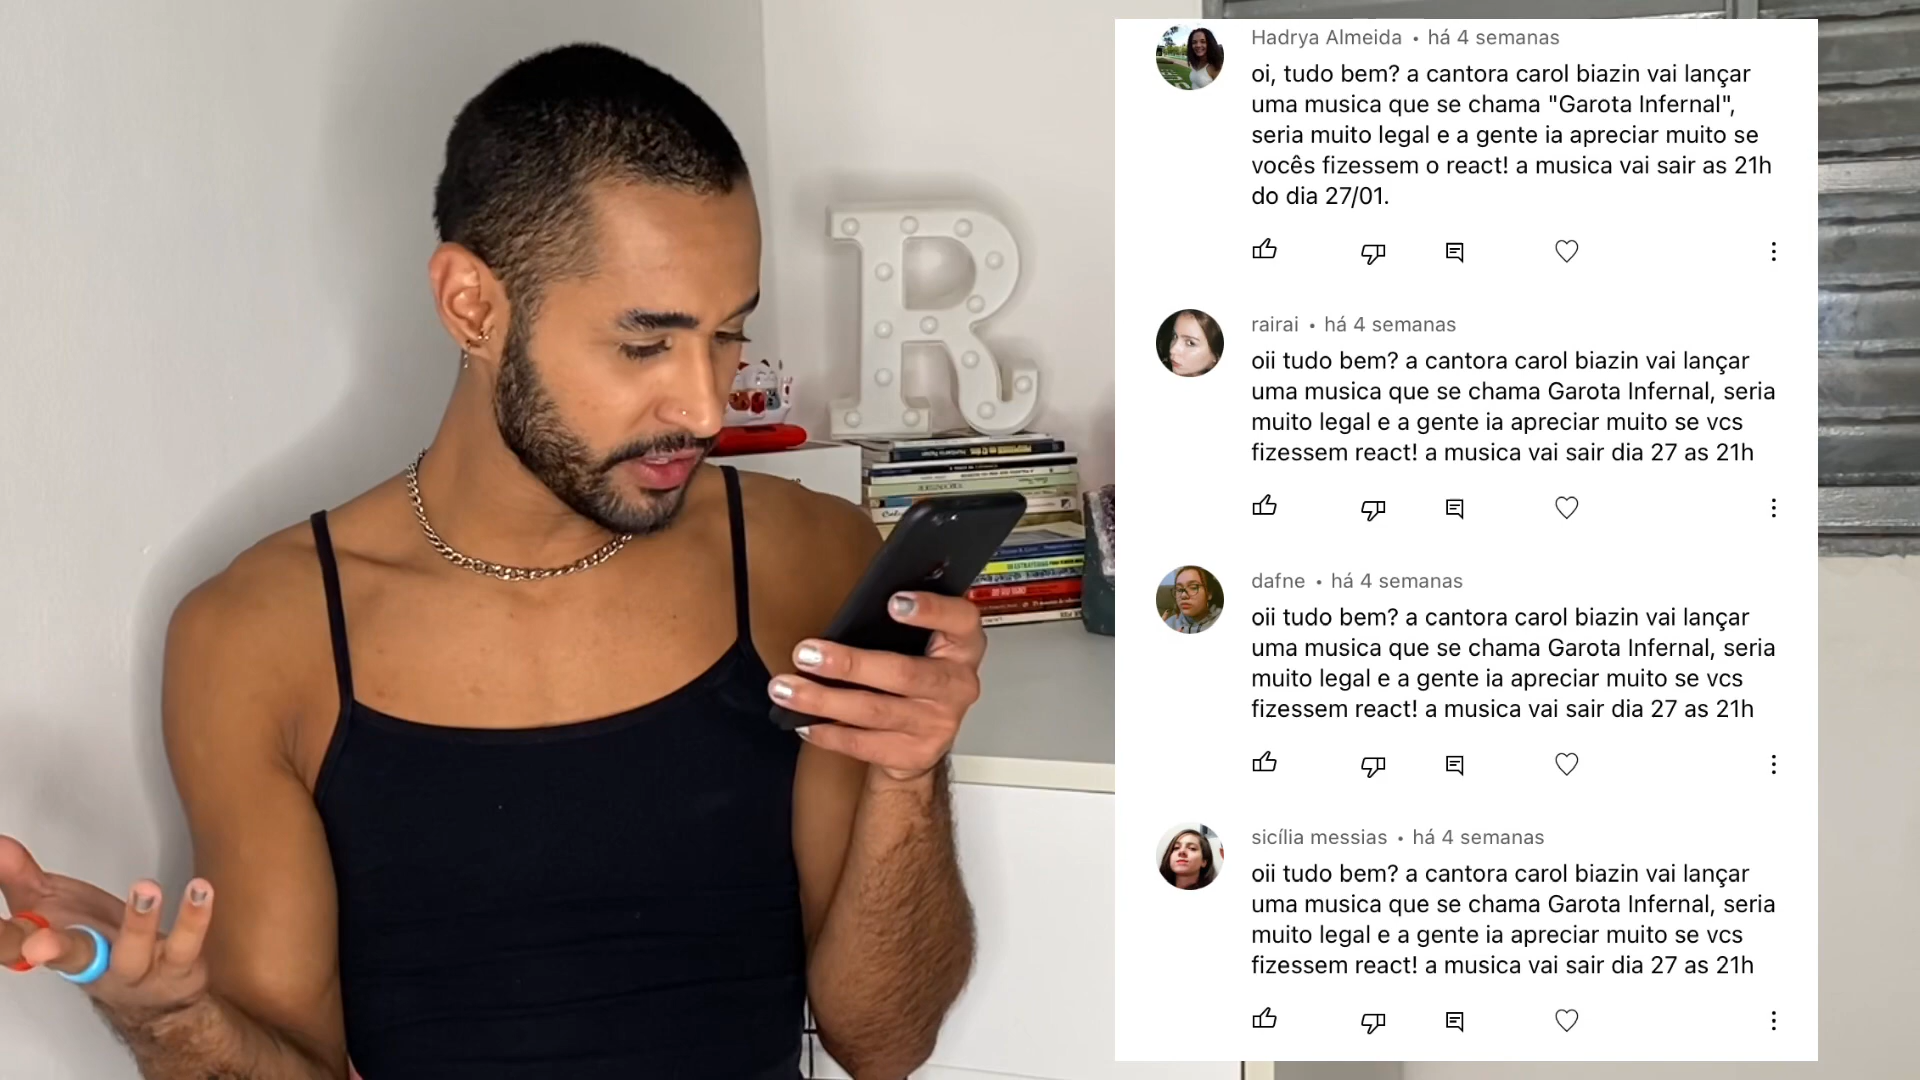 R
Hadrya Almeida • há 4 semanas
oi, tudo bem? a cantora carol biazin vai lançar
uma musica que se chama "Garota Infernal",
seria muito legal e a gente ia apreciar muito se
vocês fizessem o react! a musica vai sair as 21h
do dia 27/01.
rairai • há 4 semanas
oii tudo bem? a cantora carol biazin vai lançar
uma musica que se chama Garota Infernal, seria
muito legal e a gente ia apreciar muito se vcs
fizessem react! a musica vai sair dia 27 as 21h
dafne • há 4 semanas
oii tudo bem? a cantora carol biazin vai lançar
uma musica que se chama Garota Infernal, seria
muito legal e a gente ia apreciar muito se vcs
fizessem react! a musica vai sair dia 27 as 21h
sicília messias • há 4 semanas
oii tudo bem? a cantora carol biazin vai lançar
uma musica que se chama Garota Infernal, seria
muito legal e a gente ia apreciar muito se vcs
fizessem react! a musica vai sair dia 27 as 21h